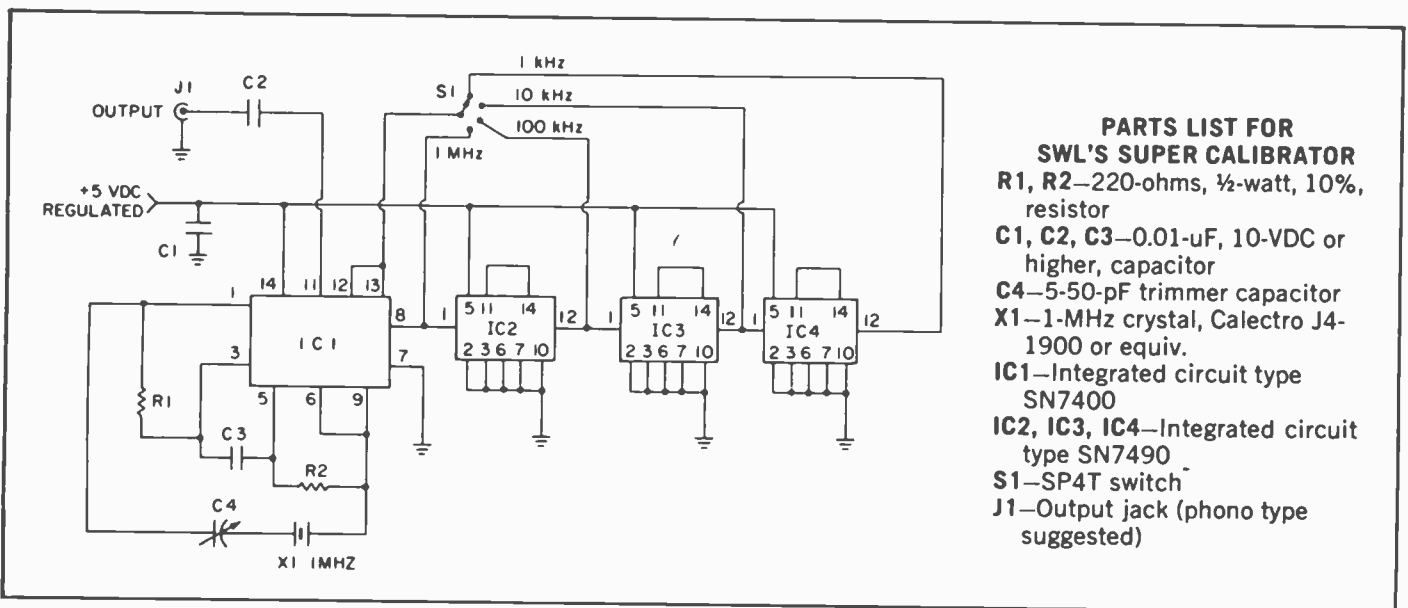 1 kHz
S1
10 kHz
100 kHz
1 MHz
J1
C2
OUTPUT
+5 VDC
REGULATED
C1
14 11 12 13
1
3
8
7
IC1
5 6 9
R1
C3
R2
C4
X1 1MHZ
5 11 14
1
12
IC2
2 3 6 7 10
5 11 14
1
12
IC3
2 3 6 7 10
5 11 14
1
12
IC4
2 3 6 7 10
PARTS LIST FOR
SWL'S SUPER CALIBRATOR
R1, R2—220-ohms, ½-watt, 10%,
resistor
C1, C2, C3—0.01-uF, 10-VDC or
higher, capacitor
C4—5-50-pF trimmer capacitor
X1—1-MHz crystal, Calectro J4-
1900 or equiv.
IC1—Integrated circuit type
SN7400
IC2, IC3, IC4—Integrated circuit
type SN7490
S1—SP4T switch
J1—Output jack (phono type
suggested)